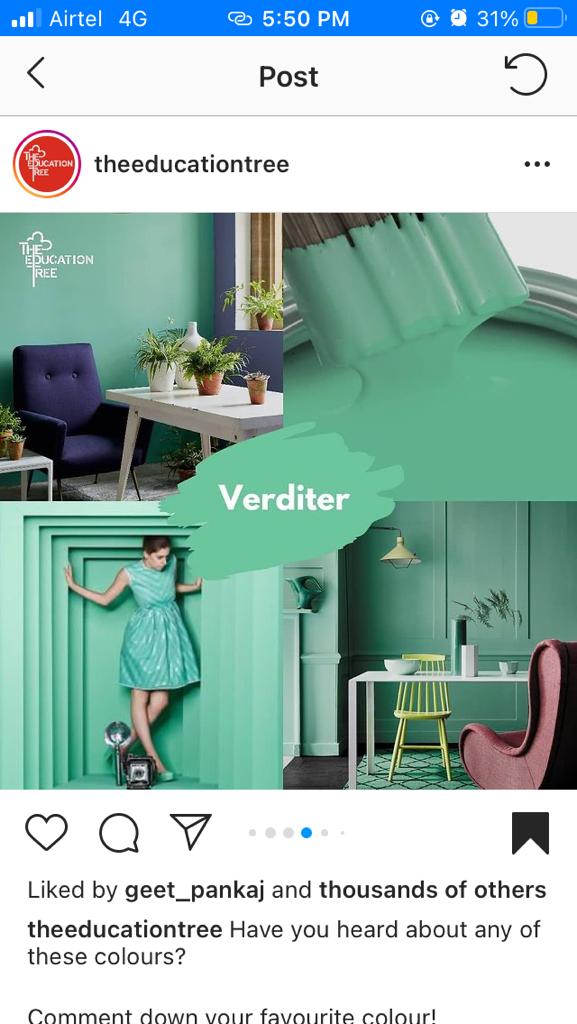 Airtel 4G 5:50 PM 31%
Post
THE EDUCATION TREE
theeducationtree
THE
EDUCATION
TREE
Verditer
Liked by geet_pankaj and thousands of others
theeducationtree Have you heard about any of
these colours?
Comment down your favourite colour!